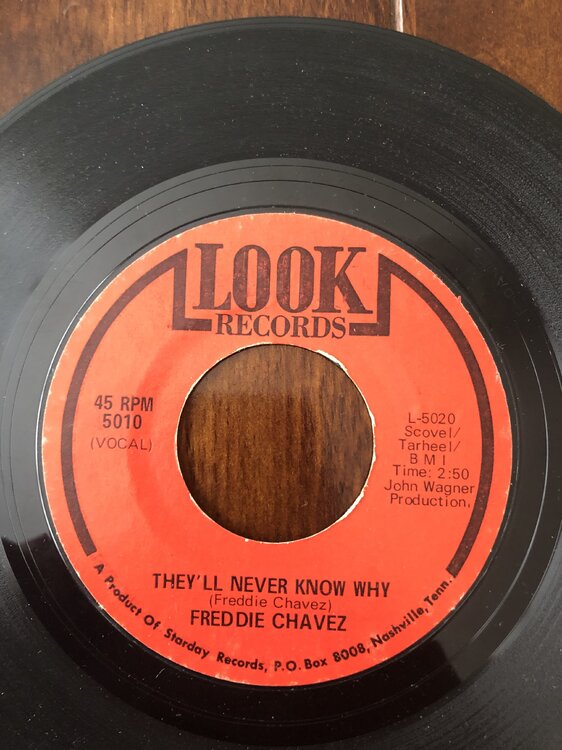 LOOK
RECORDS
45 RPM
5010
(VOCAL)
L-5020
Scovel/
Tarheel/
B M I
Time: 2:50
John Wagner
Production,
THEY'LL NEVER KNOW WHY
(Freddie Chavez)
FREDDIE CHAVEZ
A Product Of Starday Records, P.O. Box 8008, Nashville, Tenn.